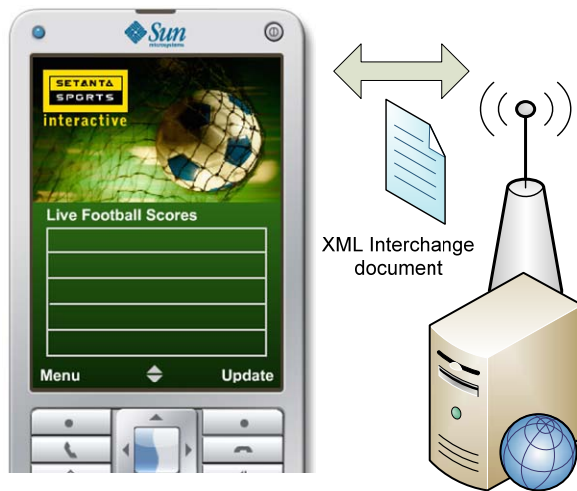 Sun
microsystems
SETANTA
SPORTS
interactive
Live Football Scores
Menu
Update
XML Interchange
document